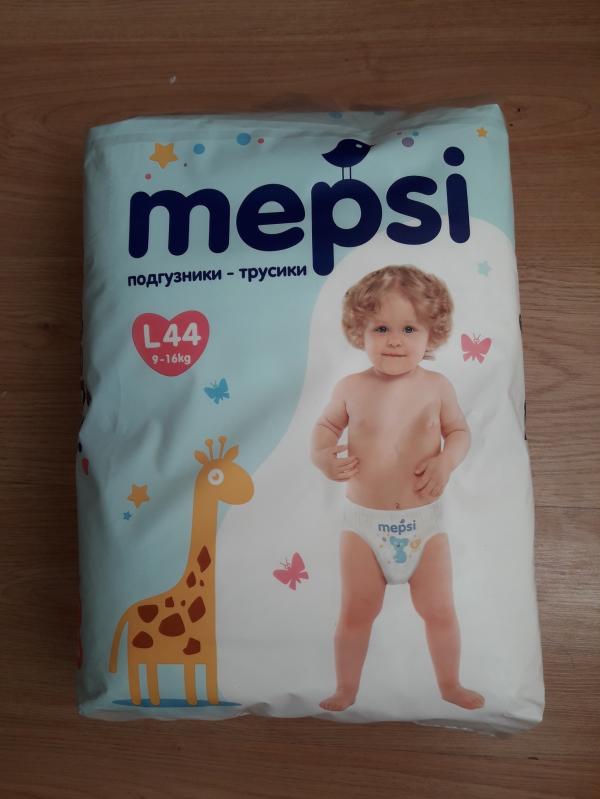 mepsi
подгузники - трусики
L44
9-16kg
mepsi